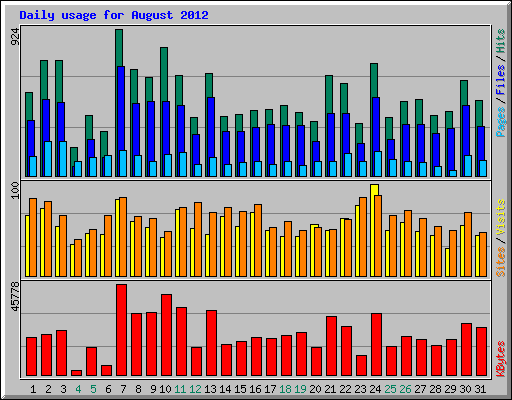 Daily usage for August 2012
924
Pages / Files / Hits
100
Sites / Visits
45778
KBytes
1 2 3 4 5 6 7 8 9 10 11 12 13 14 15 16 17 18 19 20 21 22 23 24 25 26 27 28 29 30 31